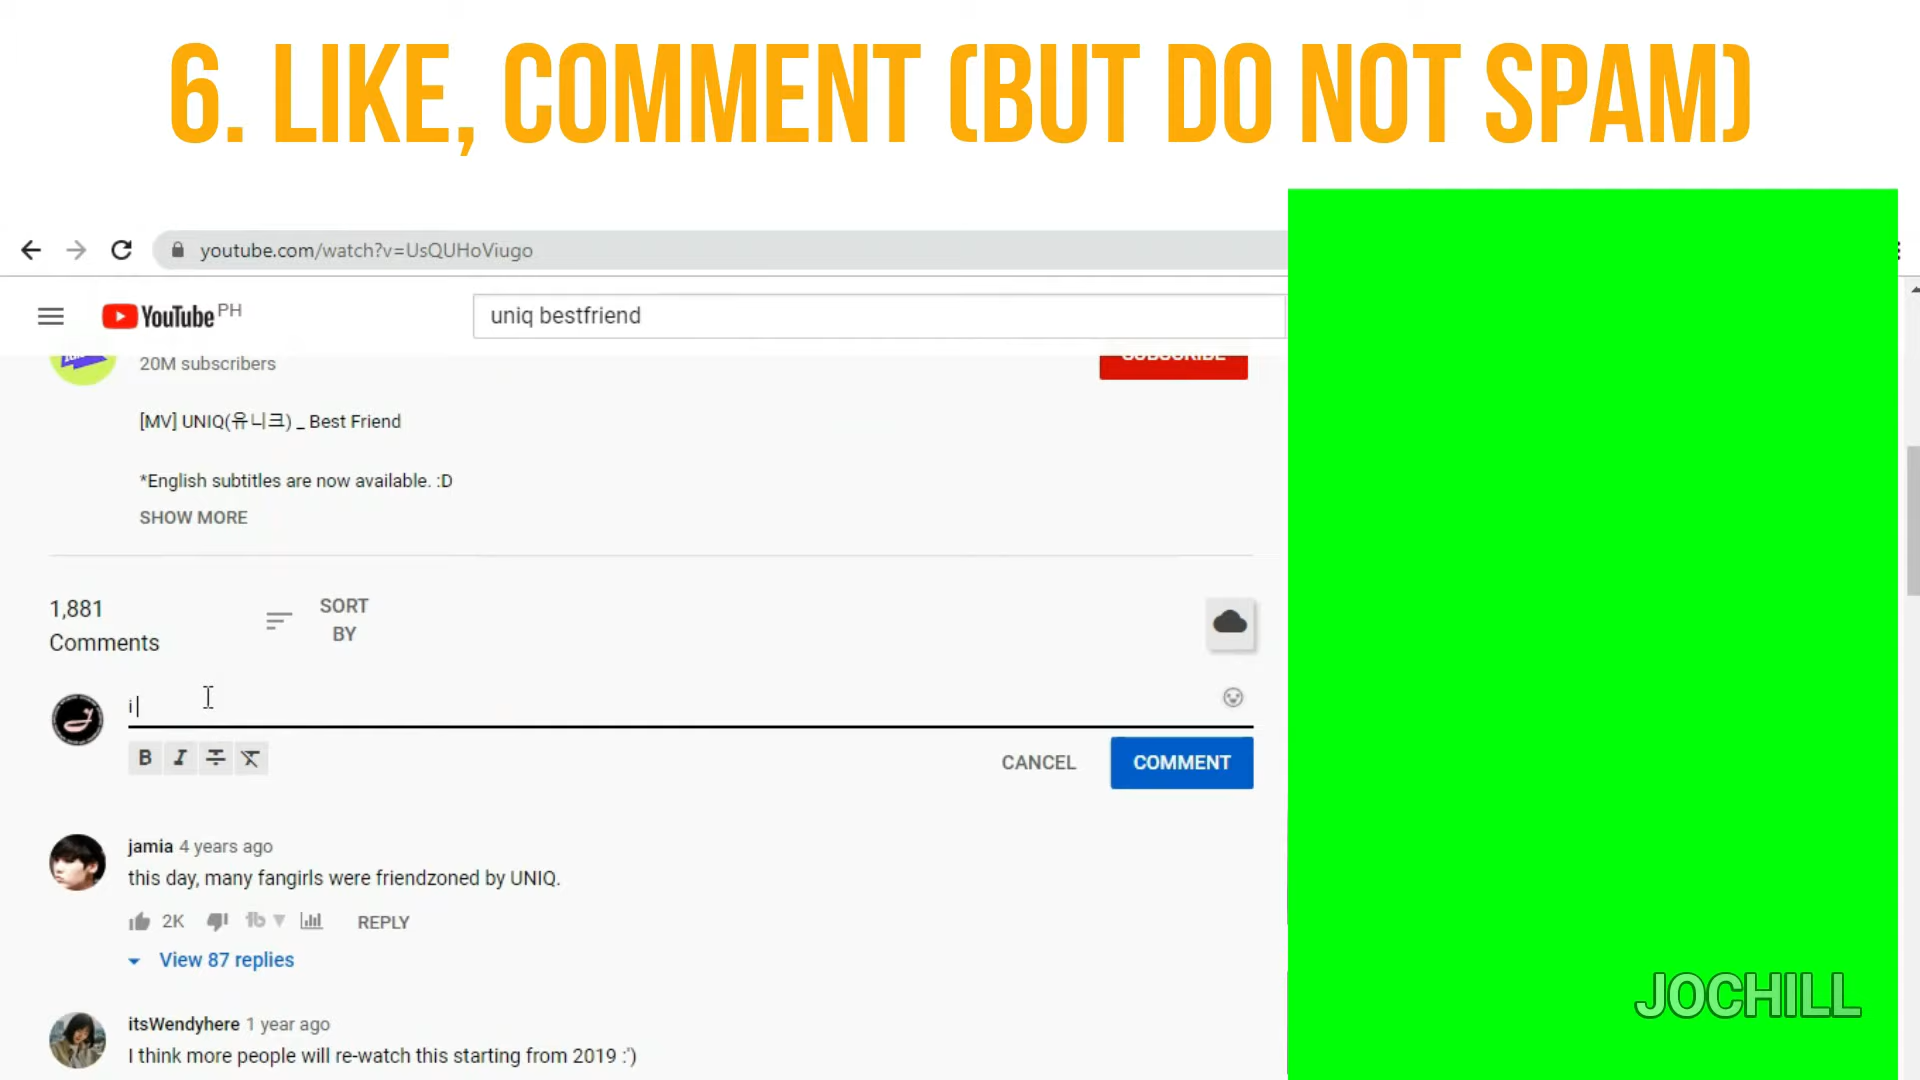 6. LIKE, COMMENT (BUT DO NOT SPAM)
youtube.com/watch?v=UsQUHoViugo
YouTube PH
uniq bestfriend
20M subscribers
SUBSCRIBE
[MV] UNIQ(유니크) _ Best Friend
*English subtitles are now available. :D
SHOW MORE
1,881
Comments
SORT
BY
i
B I
CANCEL
COMMENT
jamia 4 years ago
this day, many fangirls were friendzoned by UNIQ.
2K
REPLY
View 87 replies
itsWendyhere 1 year ago
I think more people will re-watch this starting from 2019 :')
JOCHILL